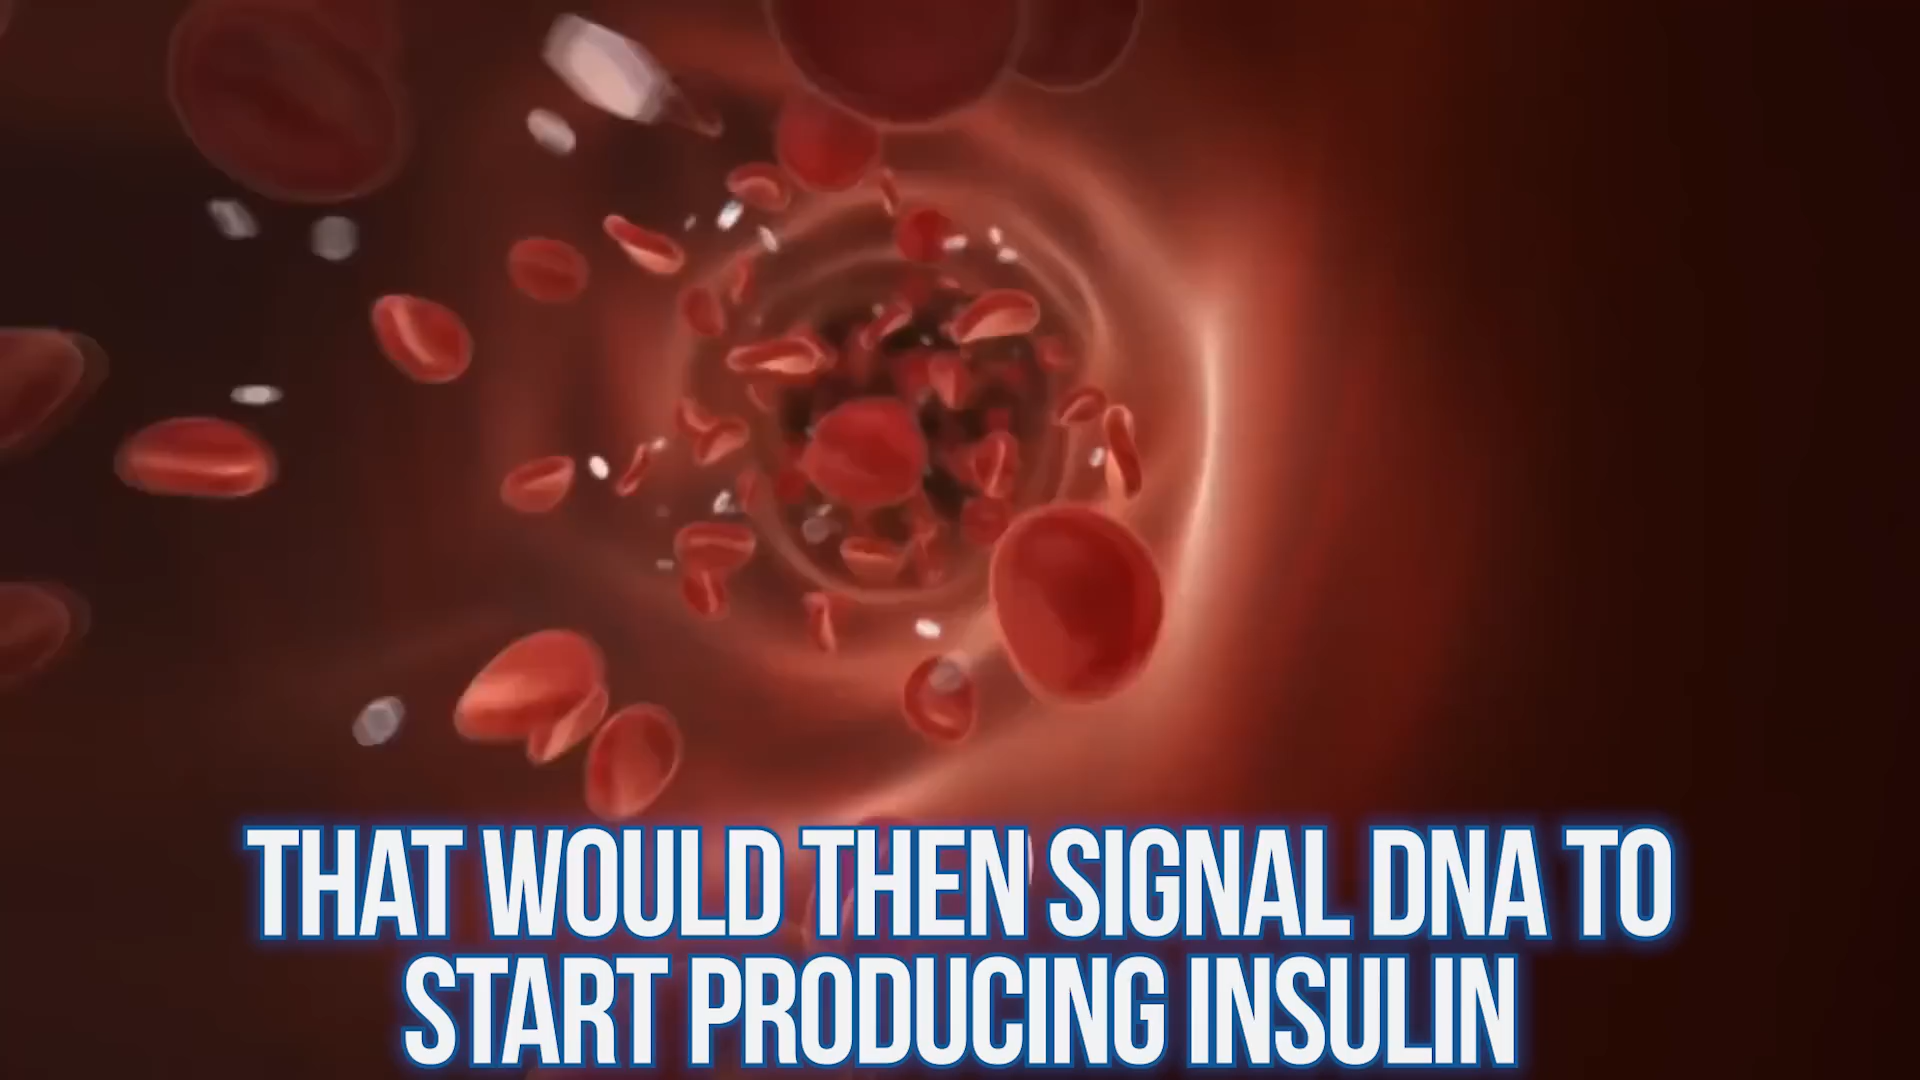 THAT WOULD THEN SIGNAL DNA TO
START PRODUCING INSULIN